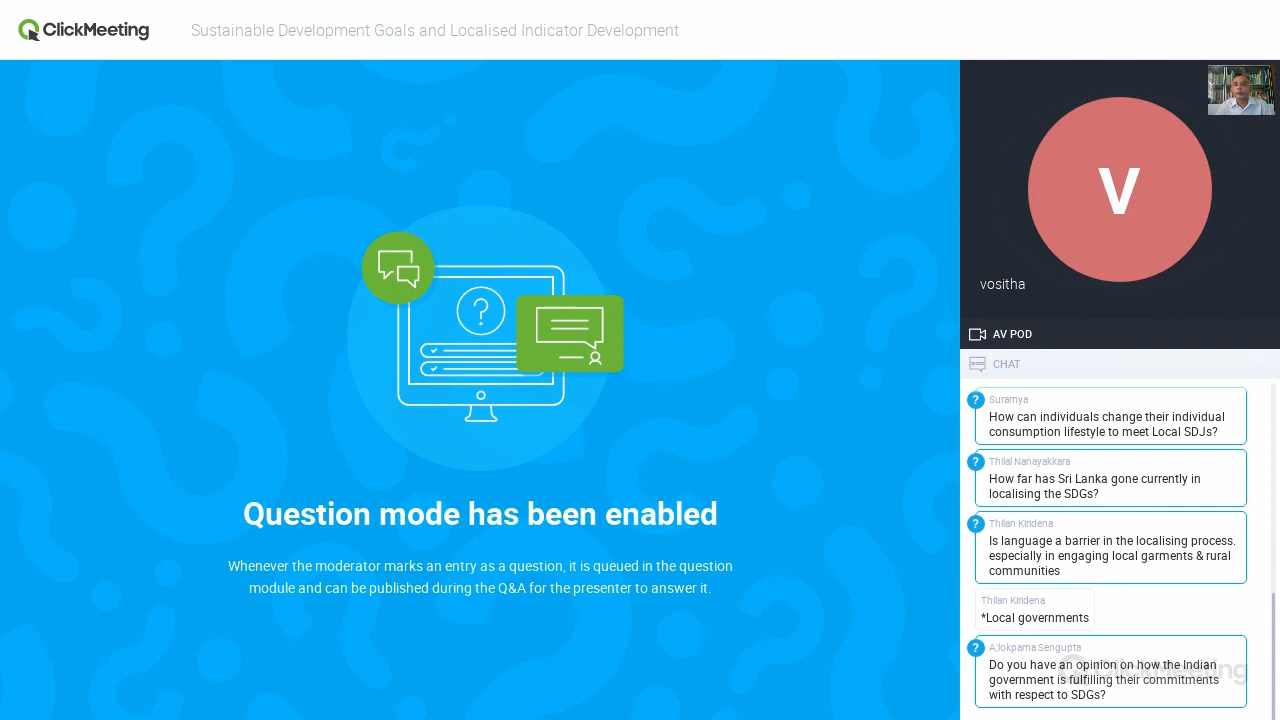 ClickMeeting
Sustainable Development Goals and Localised Indicator Development
?
Question mode has been enabled
Whenever the moderator marks an entry as a question, it is queued in the question
module and can be published during the Q&A for the presenter to answer it.
V
vositha
AV POD
CHAT
?
Suramya
How can individuals change their individual
consumption lifestyle to meet Local SDJs?
?
Thilal Nanayakkara
How far has Sri Lanka gone currently in
localising the SDGs?
?
Thilan Kiridena
Is language a barrier in the localising process.
especially in engaging local garments & rural
communities
Thilan Kiridena
*Local governments
?
A;lokpama Sengupta
Do you have an opinion on how the Indian
government is fulfilling their commitments
with respect to SDGs?
ClickMeeting